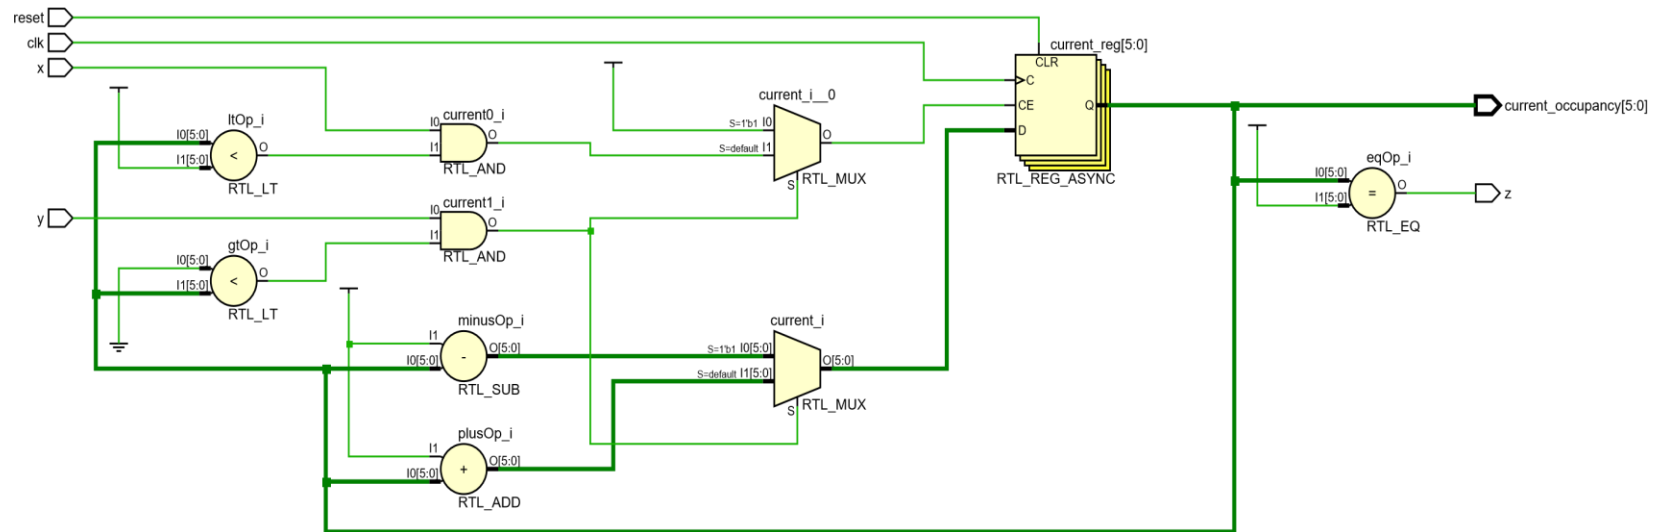 reset
clk
x
y
ltOp_i
I0[5:0]
I1[5:0]
<
O
RTL_LT
current0_i
I0
I1
O
RTL_AND
current_i__0
S=1'b1 I0
S=default I1
O
S
RTL_MUX
current_reg[5:0]
CLR
C
CE
D
Q
RTL_REG_ASYNC
current_occupancy[5:0]
eqOp_i
I0[5:0]
I1[5:0]
=
O
RTL_EQ
z
gtOp_i
I0[5:0]
I1[5:0]
<
O
RTL_LT
current1_i
I0
I1
O
RTL_AND
minusOp_i
I1
I0[5:0]
-
O[5:0]
RTL_SUB
current_i
S=1'b1 I0[5:0]
S=default I1[5:0]
O[5:0]
S
RTL_MUX
plusOp_i
I1
I0[5:0]
+
O[5:0]
RTL_ADD